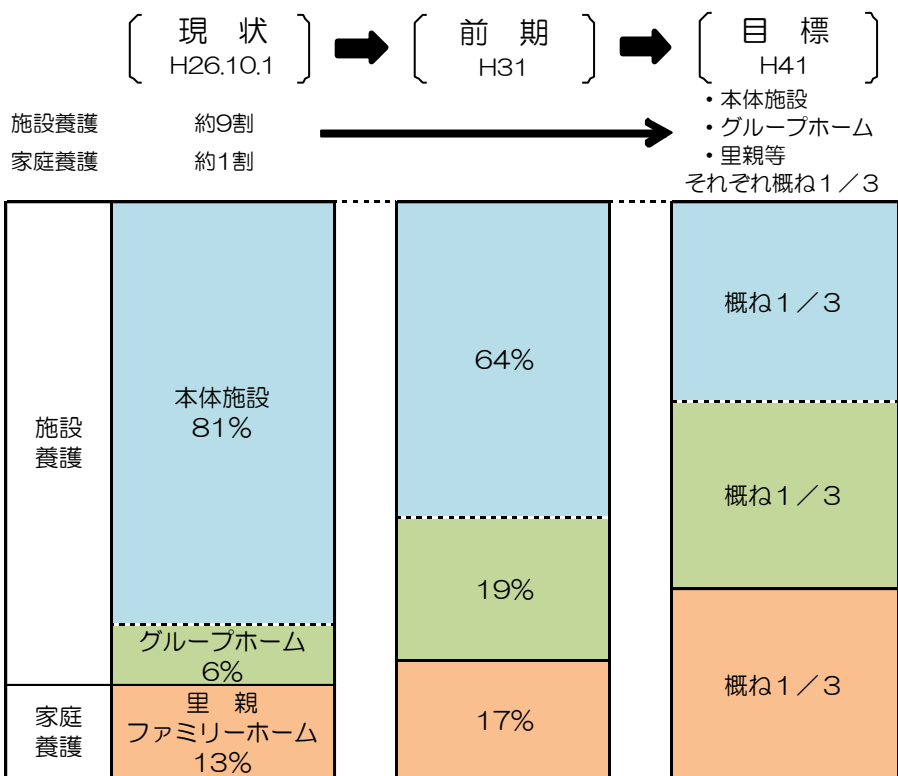 現　状
H26.10.1
前　期
H31
目　標
H41
施設養護　約9割
家庭養護　約1割
・本体施設
・グループホーム
・里親等
それぞれ概ね1／3
施設
養護
本体施設
81%
グループホーム
6%
家庭
養護
里　親
ファミリーホーム
13%
64%
19%
17%
概ね1／3
概ね1／3
概ね1／3